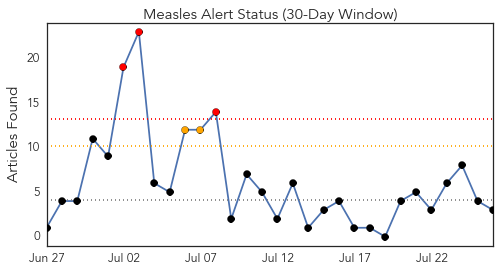 Measles Alert Status (30-Day Window)
Articles Found
20
15
10
5
0
Jun 27 Jul 02 Jul 07 Jul 12 Jul 17 Jul 22